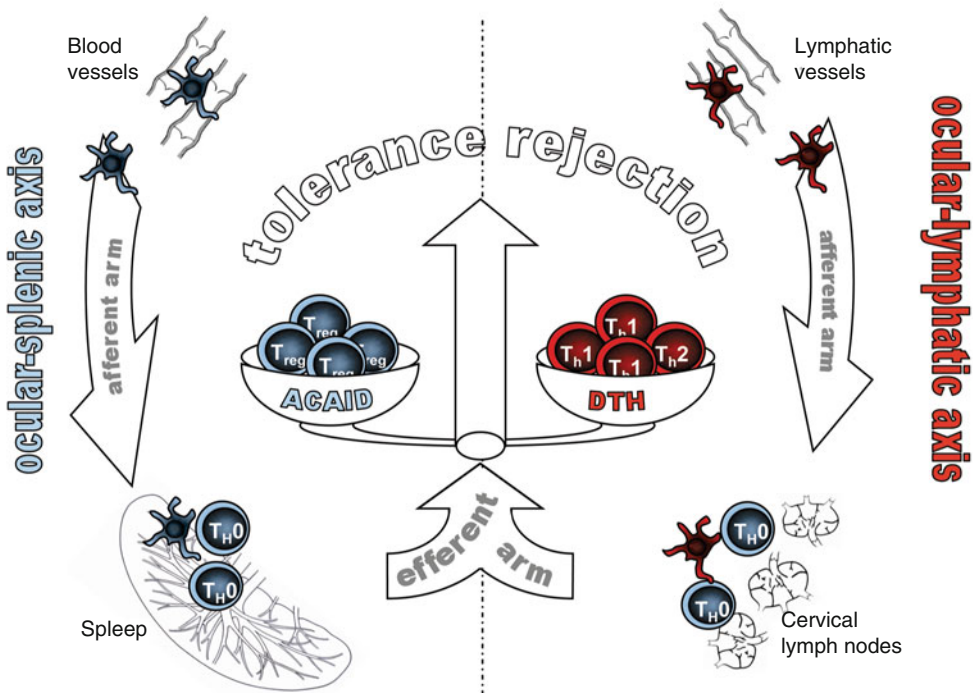 Blood
vessels
Lymphatic
vessels
ocular-splenic axis
afferent arm
tolerance rejection
afferent arm
ocular-lymphatic axis
Treg
Treg
Treg
Treg
ACAID
Th1
Th1
Th2
Th1
DTH
efferent
arm
TH0
TH0
Spleep
TH0
TH0
Cervical
lymph nodes